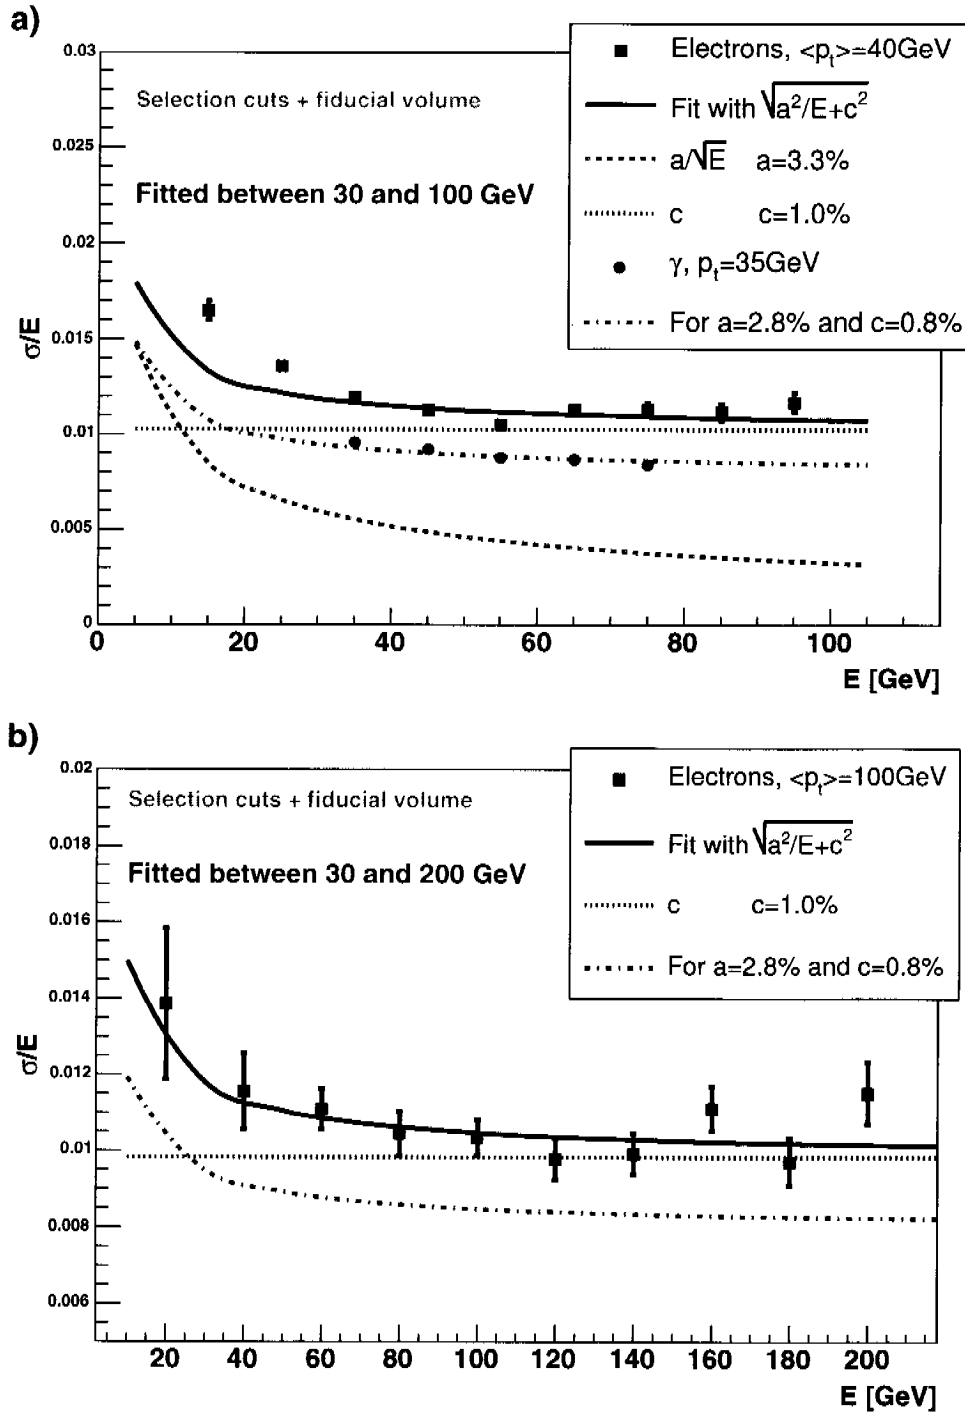 a)
0.03
0.025
0.02
0.015
0.01
0.005
0
σ/E
Selection cuts + fiducial volume
Fitted between 30 and 100 GeV
Electrons, <pₜ>=40GeV
Fit with √a²/E+c²
a/√E a=3.3%
c c=1.0%
γ, pₜ=35GeV
For a=2.8% and c=0.8%
0 20 40 60 80 100
E [GeV]
b)
0.02
0.018
0.016
0.014
0.012
0.01
0.008
0.006
σ/E
Selection cuts + fiducial volume
Fitted between 30 and 200 GeV
Electrons, <pₜ>=100GeV
Fit with √a²/E+c²
c c=1.0%
For a=2.8% and c=0.8%
20 40 60 80 100 120 140 160 180 200
E [GeV]